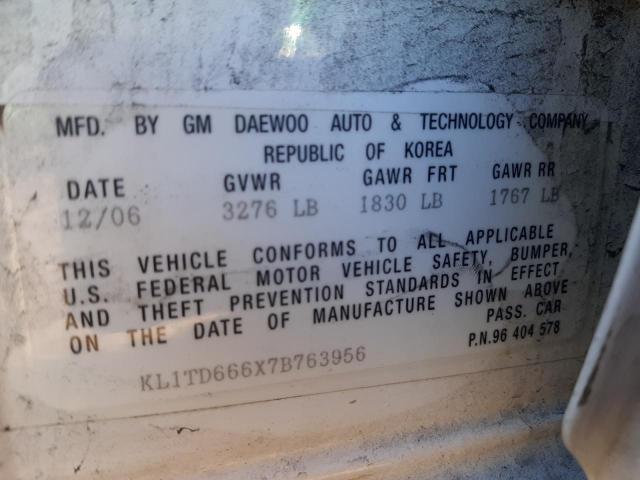 MFD. BY GM DAEWOO AUTO & TECHNOLOGY COMPANY
REPUBLIC OF KOREA
DATE GVWR GAWR FRT GAWR RR
12/06 3276 LB 1830 LB 1767 LB
THIS VEHICLE CONFORMS TO ALL APPLICABLE
U.S. FEDERAL MOTOR VEHICLE SAFETY, BUMPER,
AND THEFT PREVENTION STANDARDS IN EFFECT
ON THE DATE OF MANUFACTURE SHOWN ABOVE
PASS. CAR
P.N.96 404 578
KL1TD666X7B763956